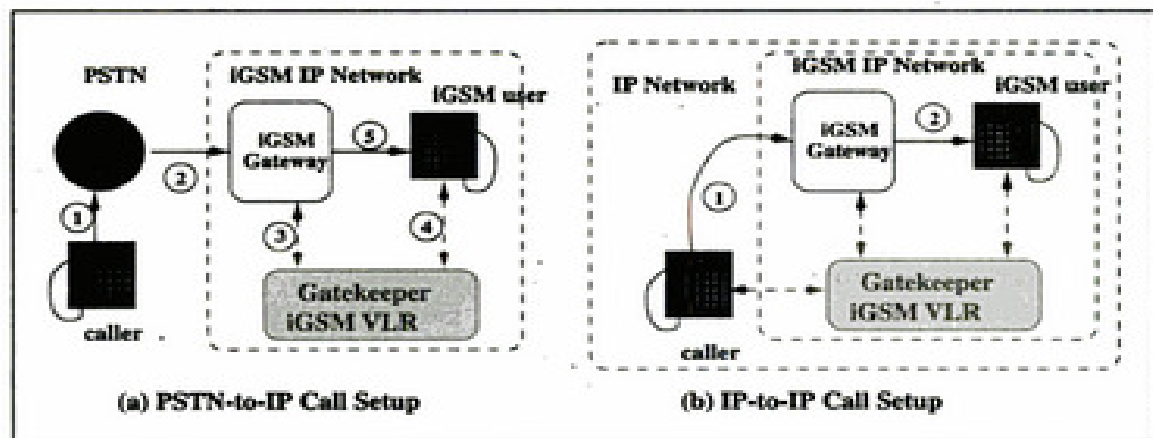 PSTN
iGSM IP Network
iGSM user
iGSM
Gateway
1
2
3
4
5
Gatekeeper
iGSM VLR
caller
(a) PSTN-to-IP Call Setup
IP Network
iGSM IP Network
iGSM user
iGSM
Gateway
1
2
Gatekeeper
iGSM VLR
caller
(b) IP-to-IP Call Setup